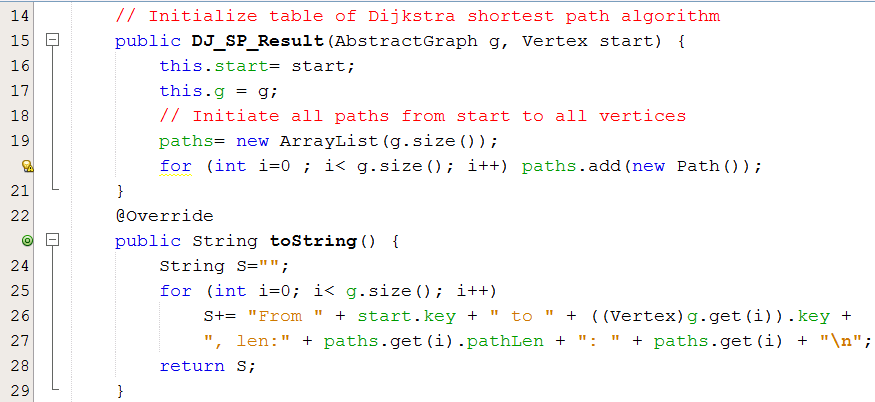 14 // Initialize table of Dijkstra shortest path algorithm
15 public DJ_SP_Result(AbstractGraph g, Vertex start) {
16 this.start= start;
17 this.g = g;
18 // Initiate all paths from start to all vertices
19 paths= new ArrayList(g.size());
for (int i=0 ; i< g.size(); i++) paths.add(new Path());
21 }
22 @Override
public String toString() {
24 String S="";
25 for (int i=0; i< g.size(); i++)
26 S+= "From " + start.key + " to " + ((Vertex)g.get(i)).key +
27 ", len:" + paths.get(i).pathLen + ": " + paths.get(i) + "\n";
28 return S;
29 }